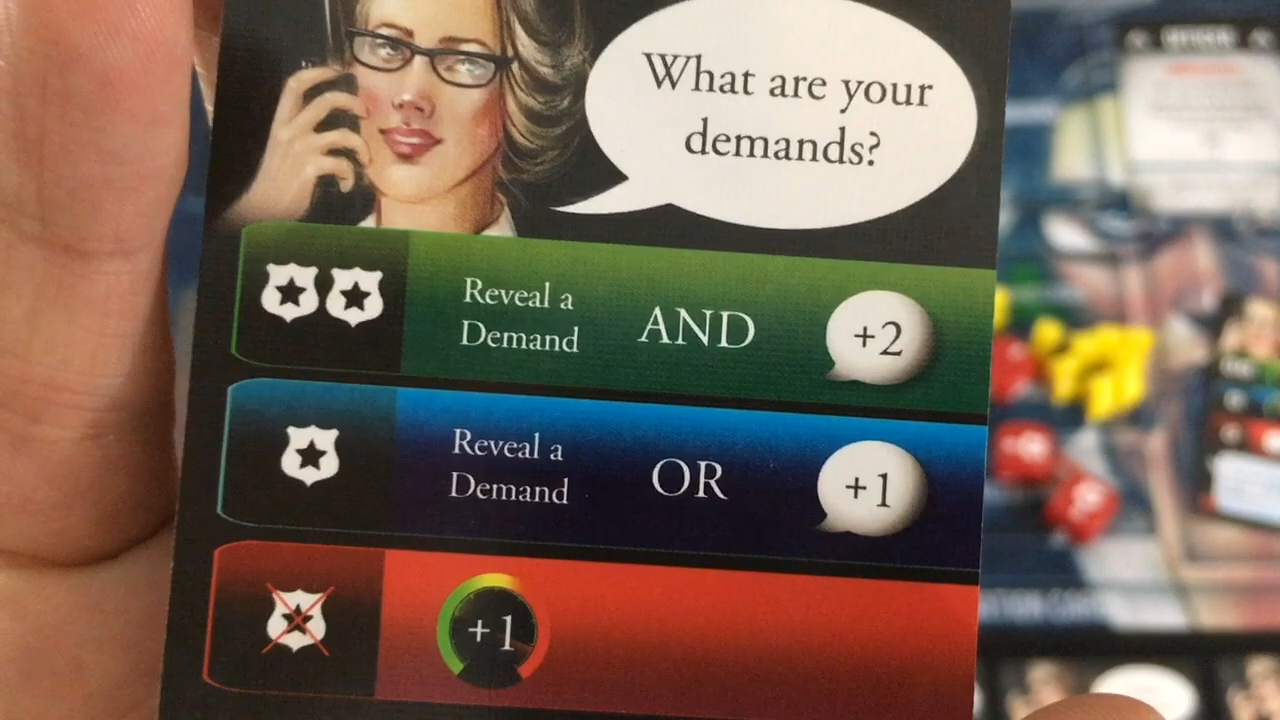 What are your
demands?
Reveal a
Demand
AND
+2
Reveal a
Demand
OR
+1
+1